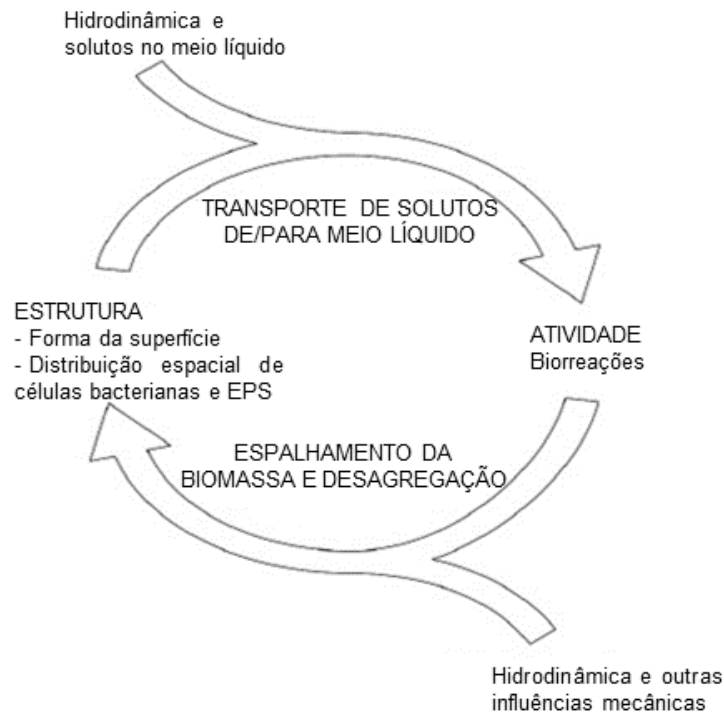 Hidrodinâmica e
solutos no meio líquido
TRANSPORTE DE SOLUTOS
DE/PARA MEIO LÍQUIDO
ESTRUTURA
- Forma da superfície
- Distribuição espacial de
células bacterianas e EPS
ATIVIDADE
Biorreações
ESPALHAMENTO DA
BIOMASSA E DESAGREGAÇÃO
Hidrodinâmica e outras
influências mecânicas